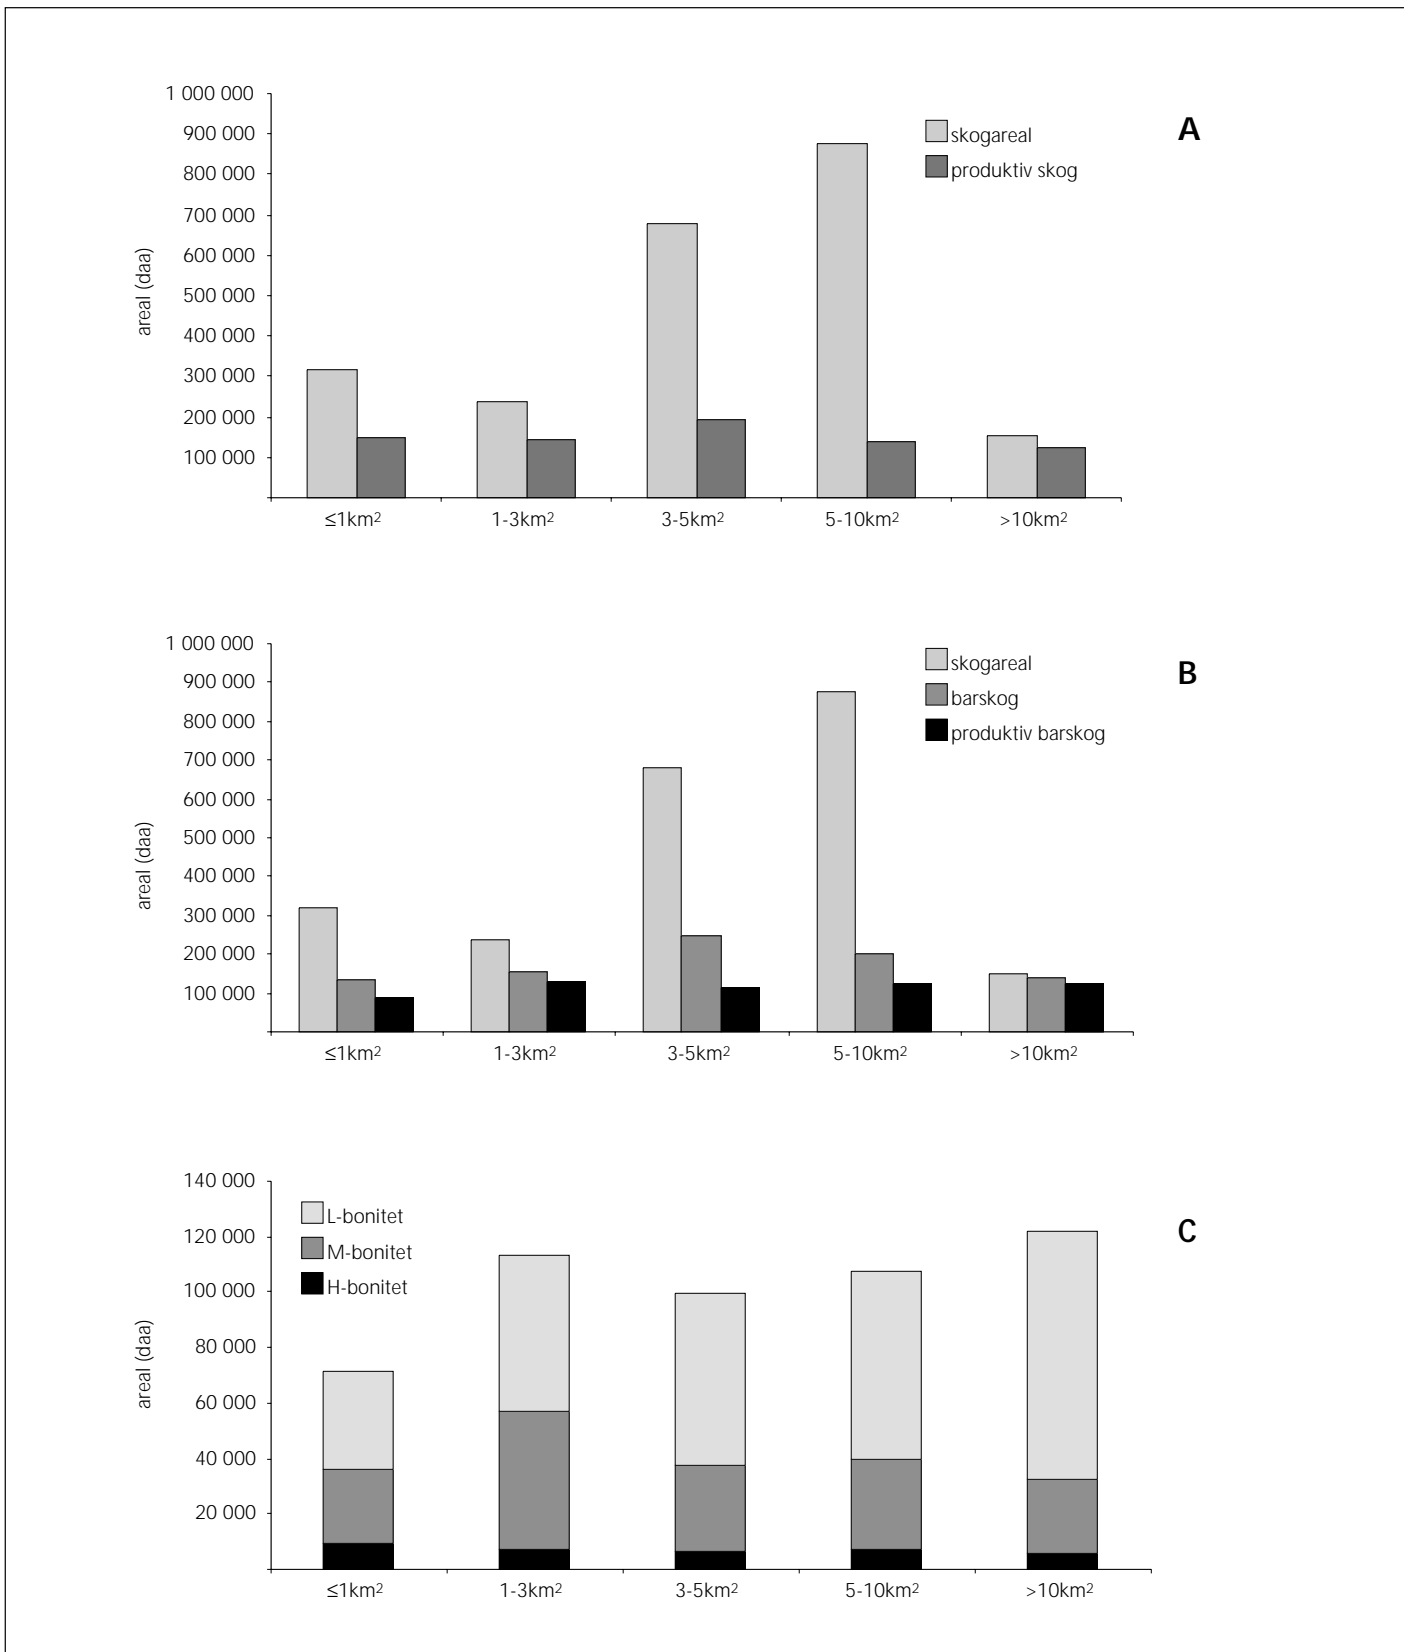 A
areal (daa)
1 000 000
900 000
800 000
700 000
600 000
500 000
400 000
300 000
200 000
100 000
skogareal
produktiv skog
≤1km²
1-3km²
3-5km²
5-10km²
>10km²
B
areal (daa)
1 000 000
900 000
800 000
700 000
600 000
500 000
400 000
300 000
200 000
100 000
skogareal
barskog
produktiv barskog
≤1km²
1-3km²
3-5km²
5-10km²
>10km²
C
areal (daa)
140 000
120 000
100 000
80 000
60 000
40 000
20 000
L-bonitet
M-bonitet
H-bonitet
≤1km²
1-3km²
3-5km²
5-10km²
>10km²